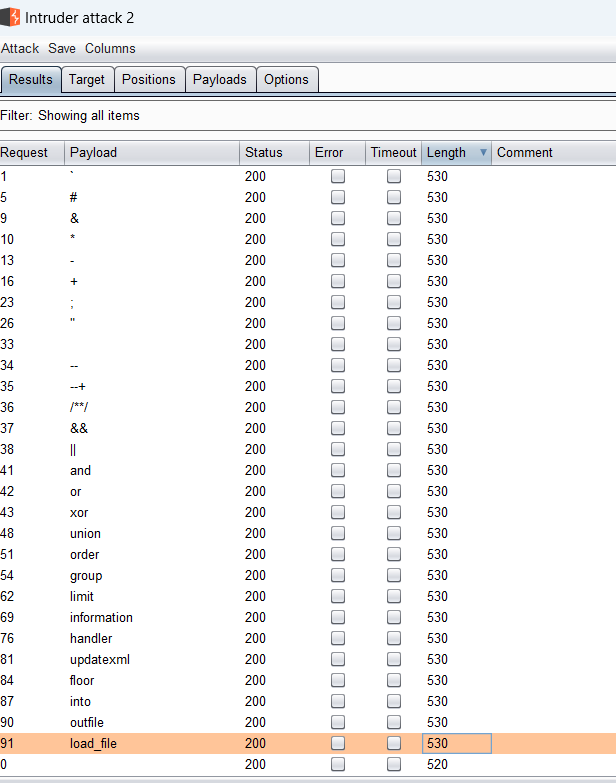 Intruder attack 2
Attack Save Columns
Results Target Positions Payloads Options
Filter: Showing all items
Request Payload Status Error Timeout Length Comment
1 ` 200 530
5 # 200 530
9 & 200 530
10 * 200 530
13 - 200 530
16 + 200 530
23 ; 200 530
26 " 200 530
33 200 530
34 -- 200 530
35 --+ 200 530
36 /**/ 200 530
37 && 200 530
38 || 200 530
41 and 200 530
42 or 200 530
43 xor 200 530
48 union 200 530
51 order 200 530
54 group 200 530
62 limit 200 530
69 information 200 530
76 handler 200 530
81 updatexml 200 530
84 floor 200 530
87 into 200 530
90 outfile 200 530
91 load_file 200 530
0 200 520